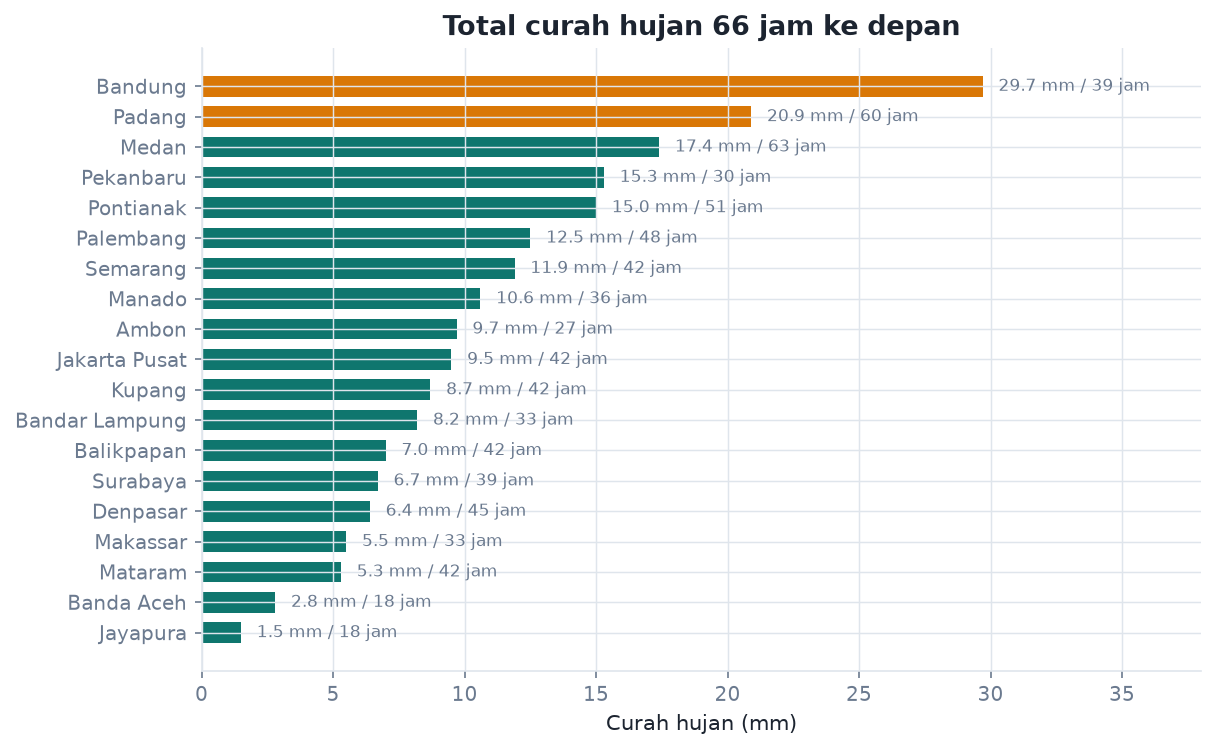 Total curah hujan 66 jam ke depan
Bandung 29.7 mm / 39 jam
Padang 20.9 mm / 60 jam
Medan 17.4 mm / 63 jam
Pekanbaru 15.3 mm / 30 jam
Pontianak 15.0 mm / 51 jam
Palembang 12.5 mm / 48 jam
Semarang 11.9 mm / 42 jam
Manado 10.6 mm / 36 jam
Ambon 9.7 mm / 27 jam
Jakarta Pusat 9.5 mm / 42 jam
Kupang 8.7 mm / 42 jam
Bandar Lampung 8.2 mm / 33 jam
Balikpapan 7.0 mm / 42 jam
Surabaya 6.7 mm / 39 jam
Denpasar 6.4 mm / 45 jam
Makassar 5.5 mm / 33 jam
Mataram 5.3 mm / 42 jam
Banda Aceh 2.8 mm / 18 jam
Jayapura 1.5 mm / 18 jam
0 5 10 15 20 25 30 35
Curah hujan (mm)